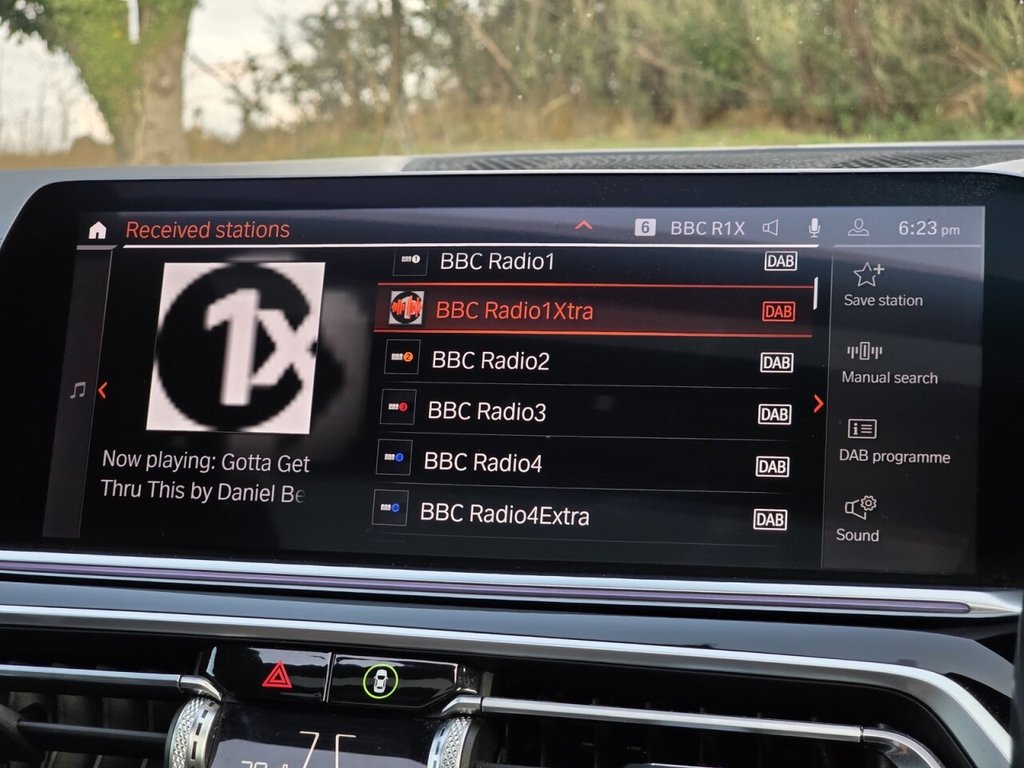 Received stations
6 BBC R1X
6:23 pm
1x
Now playing: Gotta Get
Thru This by Daniel Be
BBC Radio1 DAB
BBC Radio1Xtra DAB
BBC Radio2 DAB
BBC Radio3 DAB
BBC Radio4 DAB
BBC Radio4Extra DAB
Save station
Manual search
DAB programme
Sound